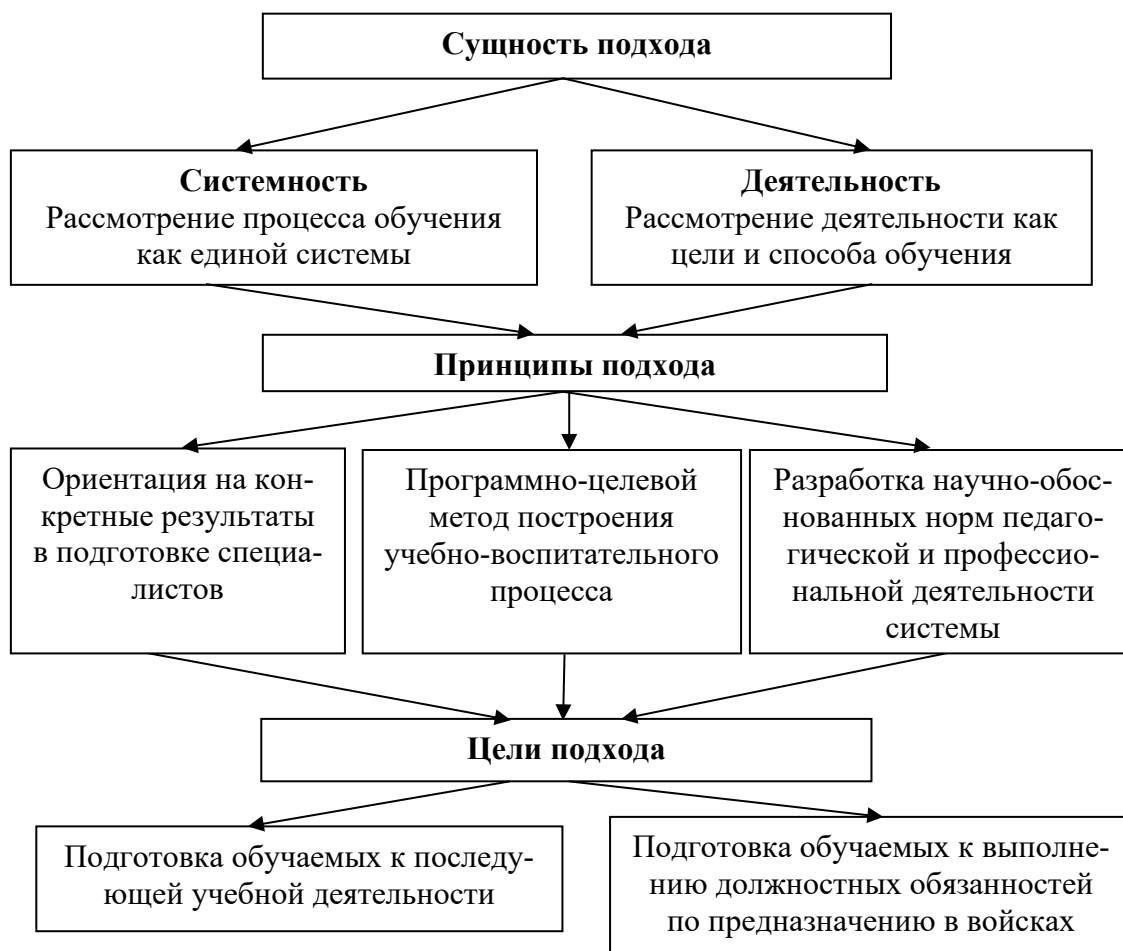 Сущность подхода
Системность
Рассмотрение процесса обучения
как единой системы
Деятельность
Рассмотрение деятельности как
цели и способа обучения
Принципы подхода
Ориентация на кон-
кретные результаты
в подготовке специа-
листов
Программно-целевой
метод построения
учебно-воспитательного
процесса
Разработка научно-обос-
нованных норм педаго-
гической и профессио-
нальной деятельности
системы
Цели подхода
Подготовка обучаемых к последу-
ющей учебной деятельности
Подготовка обучаемых к выполне-
нию должностных обязанностей
по предназначению в войсках